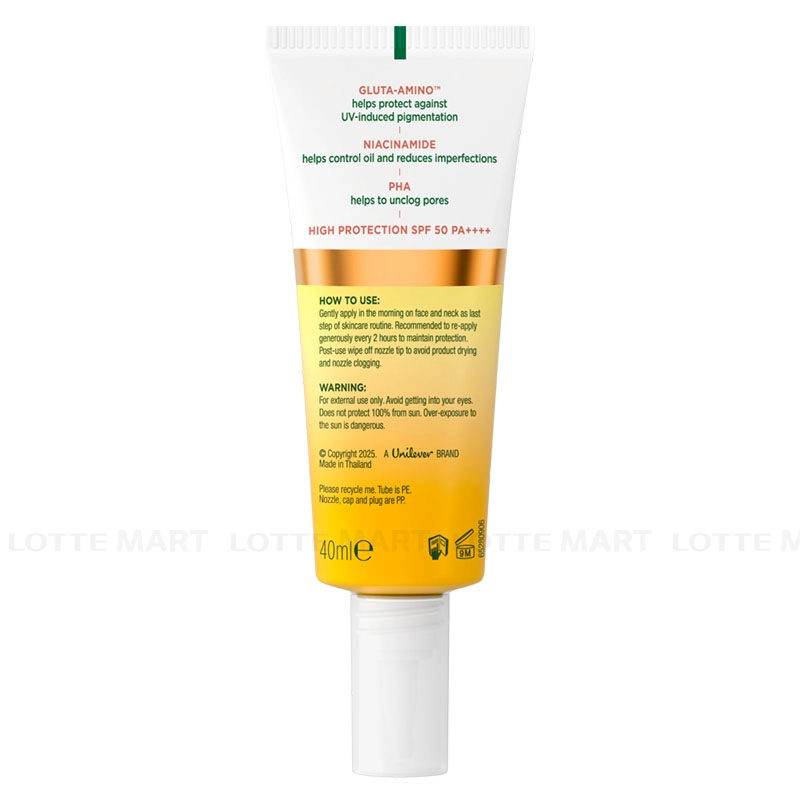 GLUTA-AMINO™
helps protect against
UV-induced pigmentation
NIACINAMIDE
helps control oil and reduces imperfections
PHA
helps to unclog pores
HIGH PROTECTION SPF 50 PA++++
HOW TO USE:
Gently apply in the morning on face and neck as last
step of skincare routine. Recommended to re-apply
generously every 2 hours to maintain protection.
Post-use wipe off nozzle tip to avoid product drying
and nozzle clogging.
WARNING:
For external use only. Avoid getting into your eyes.
Does not protect 100% from sun. Over-exposure to
the sun is dangerous.
© Copyright 2025. A Unilever BRAND
Made in Thailand
Please recycle me. Tube is PE.
Nozzle, cap and plug are PP.
LOTTE MART LOTTE MART LOTTE MART LOTTE MART
40ml℮
9M
65280906